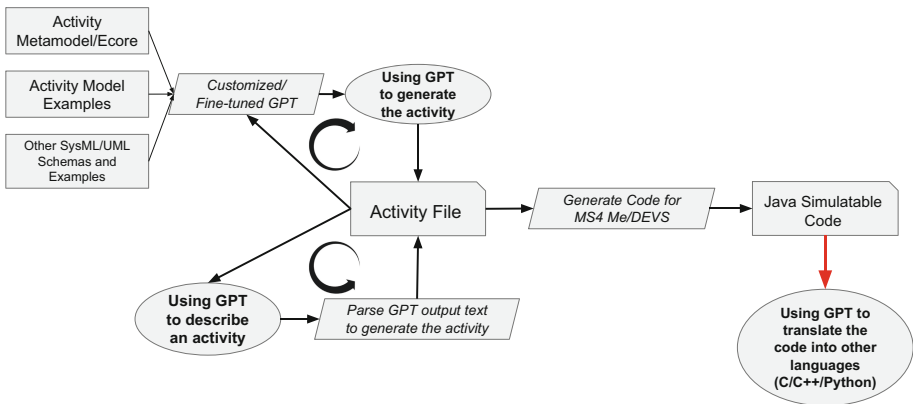 Activity
Metamodel/Ecore
Activity Model
Examples
Other SysML/UML
Schemas and
Examples
Customized/
Fine-tuned GPT
Using GPT
to generate
the activity
Activity File
Generate Code for
MS4 Me/DEVS
Java Simulatable
Code
Using GPT
to describe
an activity
Parse GPT output text
to generate the activity
Using GPT to
translate the
code into other
languages
(C/C++/Python)